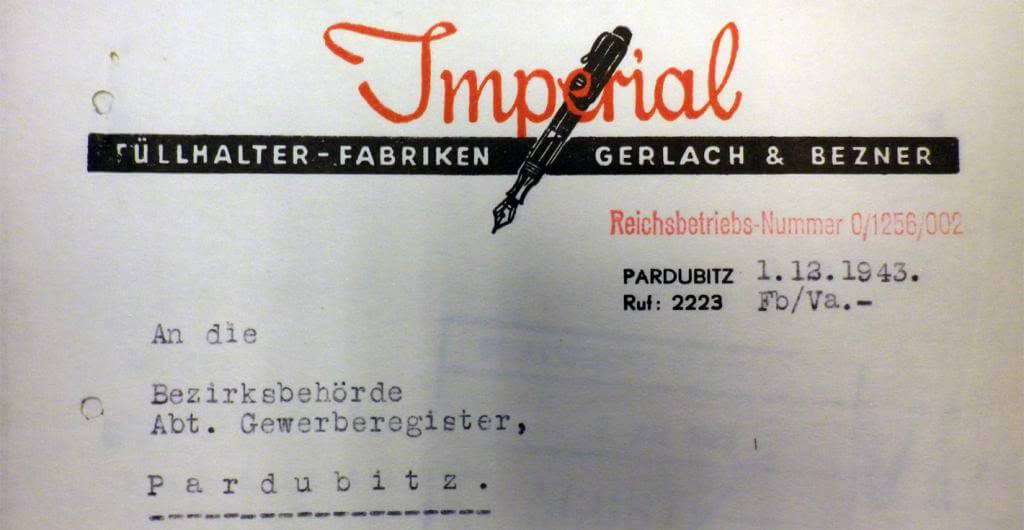 Imperial
FÜLLHALTER-FABRIKEN GERLACH & BEZNER
Reichsbetriebs-Nummer 0/1256/002
PARDUBITZ 1.12.1943.
Ruf: 2223 Fb/Va.-
An die
Bezirksbehörde
Abt. Gewerberegister,
Pardubitz.